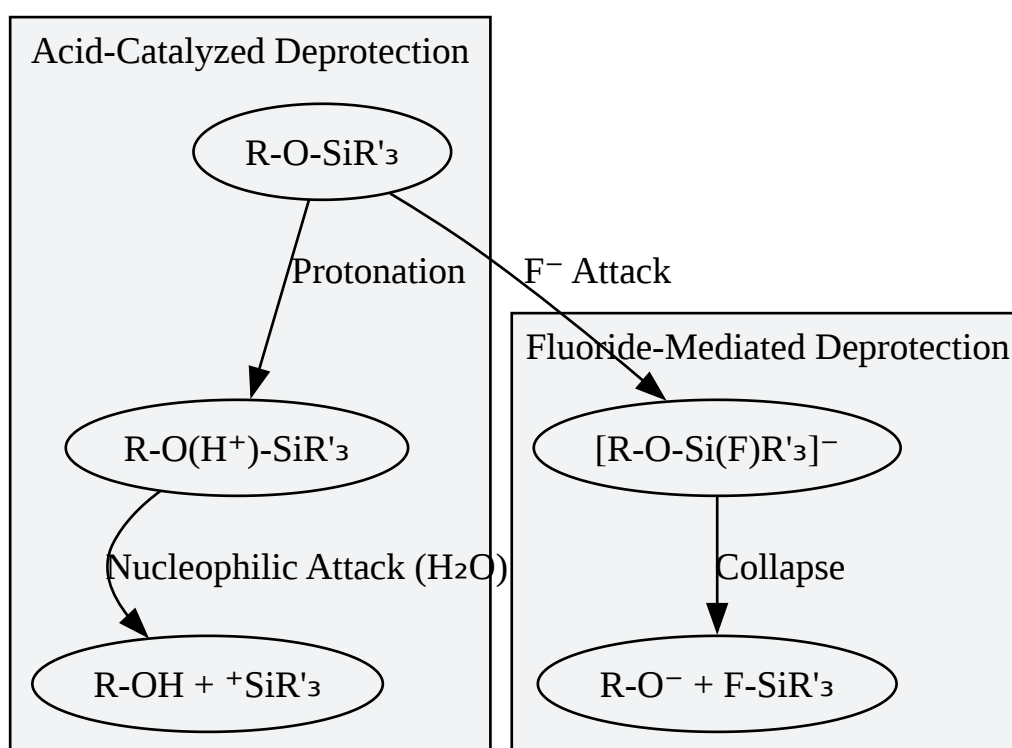 Acid-Catalyzed Deprotection
R-O-SiR'₃
Protonation
F⁻ Attack
Fluoride-Mediated Deprotection
R-O(H⁺)-SiR'₃
[R-O-Si(F)R'₃]⁻
Nucleophilic Attack (H₂O)
Collapse
R-OH + ⁺SiR'₃
R-O⁻ + F-SiR'₃